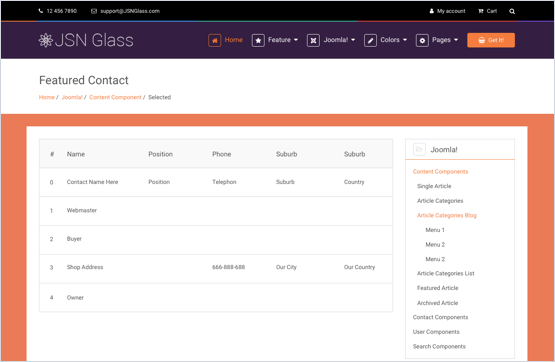 12 456 7890 support@JSNGlass.com My account Cart
JSN Glass Home Feature Joomla! Colors Pages Get It!
Featured Contact
Home / Joomla! / Content Component / Selected
# Name Position Phone Suburb Suburb
0 Contact Name Here Position Telephon Suburb Country
1 Webmaster
2 Buyer
3 Shop Address 666-888-688 Our City Our Country
4 Owner
Joomla!
Content Components
Single Article
Article Categories
Article Categories Blog
Menu 1
Menu 2
Menu 2
Article Categories List
Featured Article
Archived Article
Contact Components
User Components
Search Components